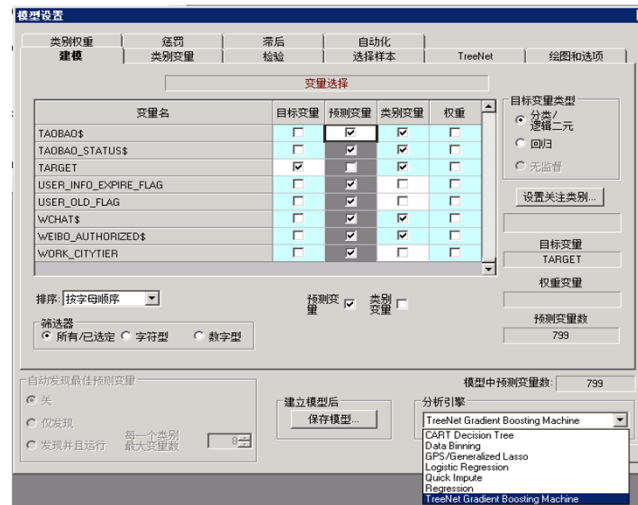 模型设置
类别权重 惩罚 滞后 自动化
建模 类别变量 检验 选择样本 TreeNet 绘图和选项
变量选择
变量名 目标变量 预测变量 类别变量 权重
TAOBAO$
TAOBAO_STATUS$
TARGET
USER_INFO_EXPIRE_FLAG
USER_OLD_FLAG
WCHAT$
WEIBO_AUTHORIZED$
WORK_CITYTIER
排序: 按字母顺序
预测变
量
类别
变量
筛选器
所有/已选定 字符型 数字型
目标变量类型
分类/
逻辑二元
回归
无监督
设置关注类别...
目标变量
TARGET
权重变量
预测变量数
799
自动发现最佳预测变量
关
仅发现
发现并且运行
每一个类别
最大变量数
8
建立模型后
保存模型...
模型中预测变量数: 799
分析引擎
TreeNet Gradient Boosting Machine
CART Decision Tree
Data Binning
GPS/Generalized Lasso
Logistic Regression
Quick Impute
Regression
TreeNet Gradient Boosting Machine